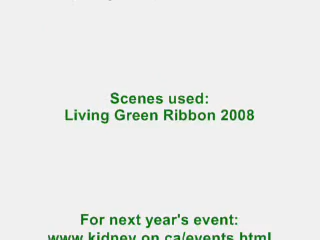 Scenes used:
Living Green Ribbon 2008
For next year's event:
www.kidney.on.ca/events.html